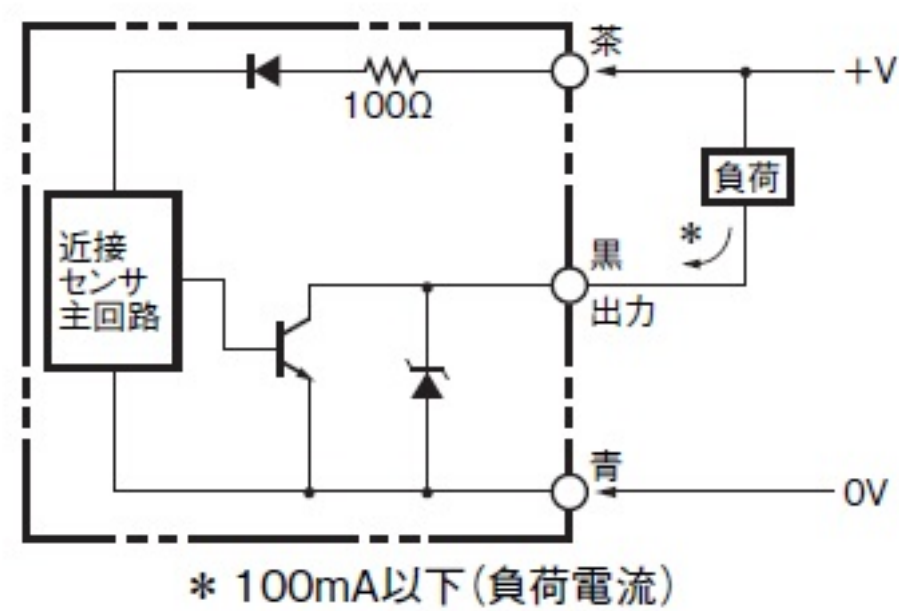 茶
+V
100Ω
負荷
近接
センサ
主回路
*
黒
出力
青
0V
* 100mA以下(負荷電流)